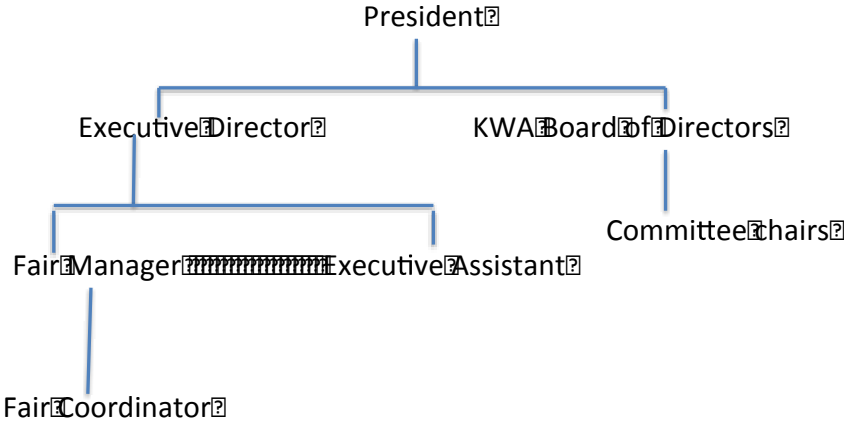 President
Executive Director KWA Board of Directors
Committee chairs
Fair Manager Executive Assistant
Fair Coordinator